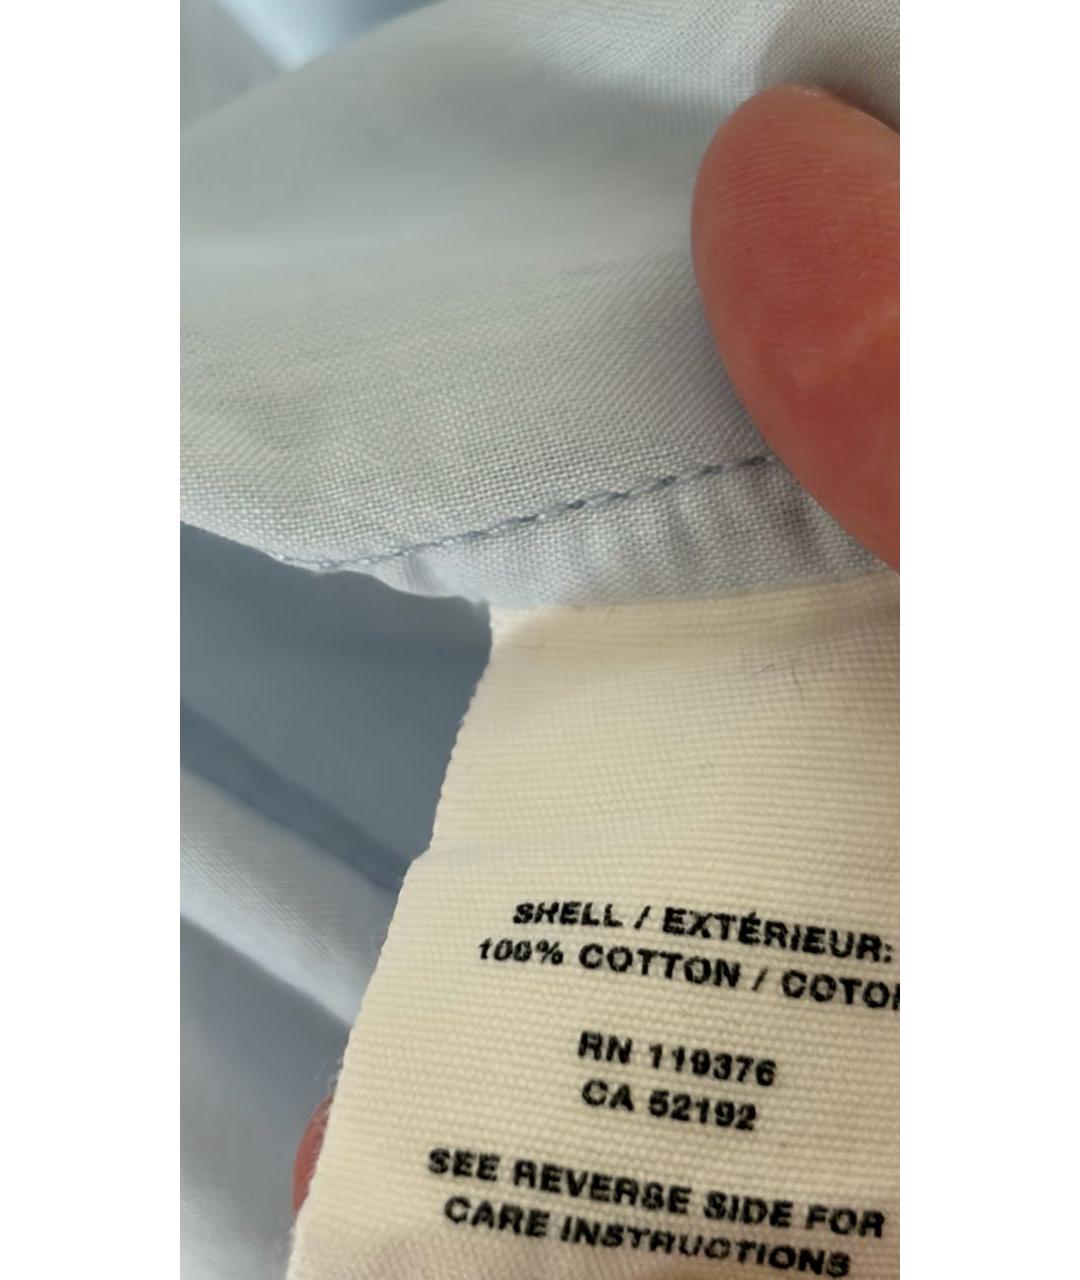 SHELL / EXTÉRIEUR:
100% COTTON / COTON
RN 119376
CA 52192
SEE REVERSE SIDE FOR
CARE INSTRUCTIONS